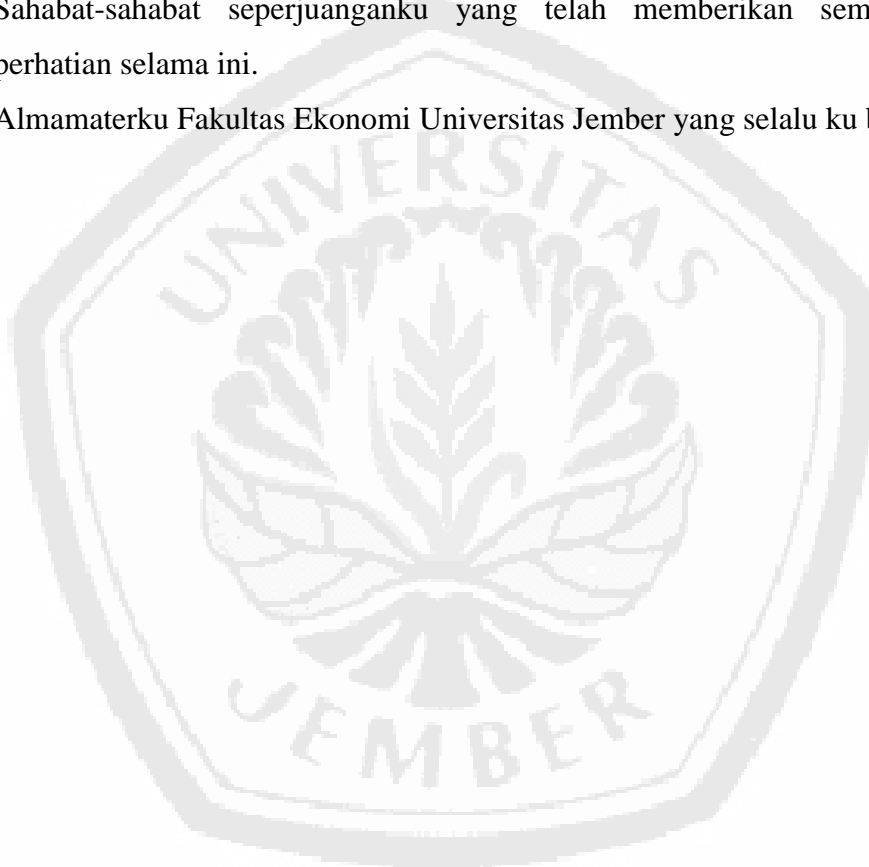 Sahabat-sahabat seperjuanganku yang telah memberikan sem
perhatian selama ini.
Almamaterku Fakultas Ekonomi Universitas Jember yang selalu ku b
UNIVERSITAS
JEMBER